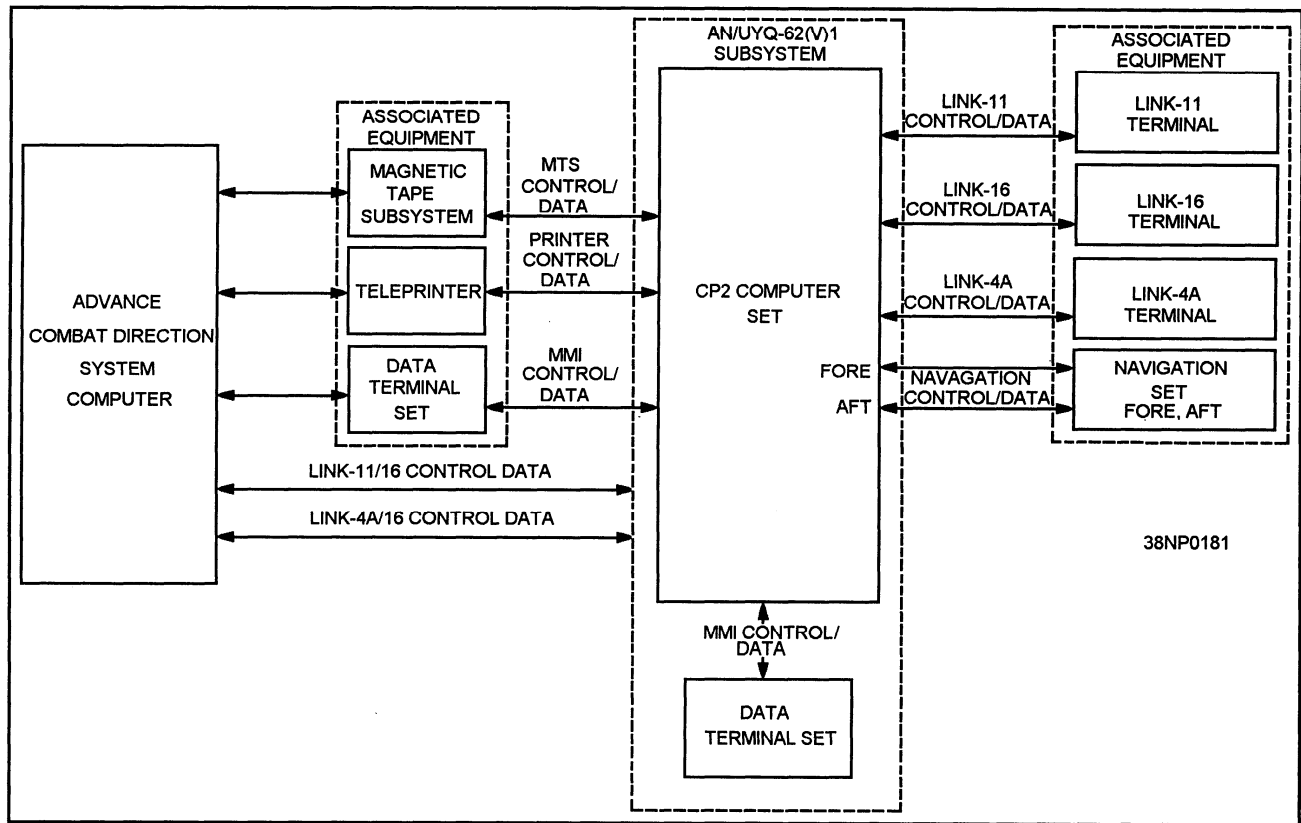 AN/UYQ-62(V)1
SUBSYSTEM
ASSOCIATED
EQUIPMENT
ADVANCE
COMBAT DIRECTION
SYSTEM
COMPUTER
ASSOCIATED
EQUIPMENT
MAGNETIC
TAPE
SUBSYSTEM
TELEPRINTER
DATA
TERMINAL
SET
MTS
CONTROL/
DATA
PRINTER
CONTROL/
DATA
MMI
CONTROL/
DATA
LINK-11/16 CONTROL DATA
LINK-4A/16 CONTROL DATA
CP2 COMPUTER
SET
FORE
AFT
MMI CONTROL/
DATA
DATA
TERMINAL SET
LINK-11
CONTROL/DATA
LINK-16
CONTROL/DATA
LINK-4A
CONTROL/DATA
NAVAGATION
CONTROL/DATA
LINK-11
TERMINAL
LINK-16
TERMINAL
LINK-4A
TERMINAL
NAVIGATION
SET
FORE, AFT
38NP0181